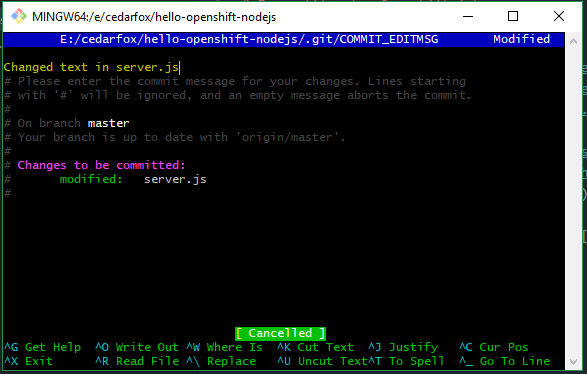 MINGW64:/e/cedarfox/hello-openshift-nodejs
E:/cedarfox/hello-openshift-nodejs/.git/COMMIT_EDITMSG Modified
Changed text in server.js
# Please enter the commit message for your changes. Lines starting
# with '#' will be ignored, and an empty message aborts the commit.
#
# On branch master
# Your branch is up to date with 'origin/master'.
#
# Changes to be committed:
# modified: server.js
#
[ Cancelled ]
^G Get Help ^O Write Out ^W Where Is ^K Cut Text ^J Justify ^C Cur Pos
^X Exit ^R Read File ^\ Replace ^U Uncut Text ^T To Spell ^_ Go To Line